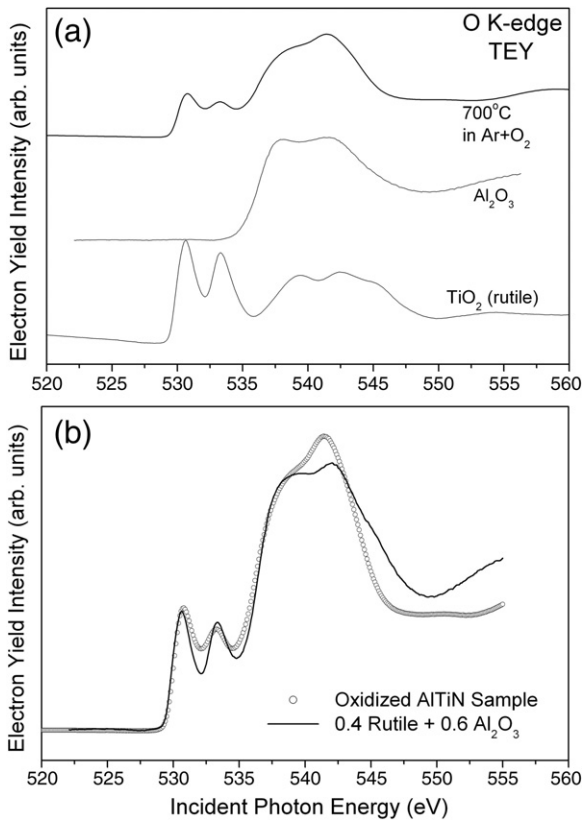 (a)
O K-edge
TEY
Electron Yield Intensity (arb. units)
700°C
in Ar+O₂
Al₂O₃
TiO₂ (rutile)
520 525 530 535 540 545 550 555 560
(b)
Electron Yield Intensity (arb. units)
Oxidized AlTiN Sample
0.4 Rutile + 0.6 Al₂O₃
520 525 530 535 540 545 550 555 560
Incident Photon Energy (eV)